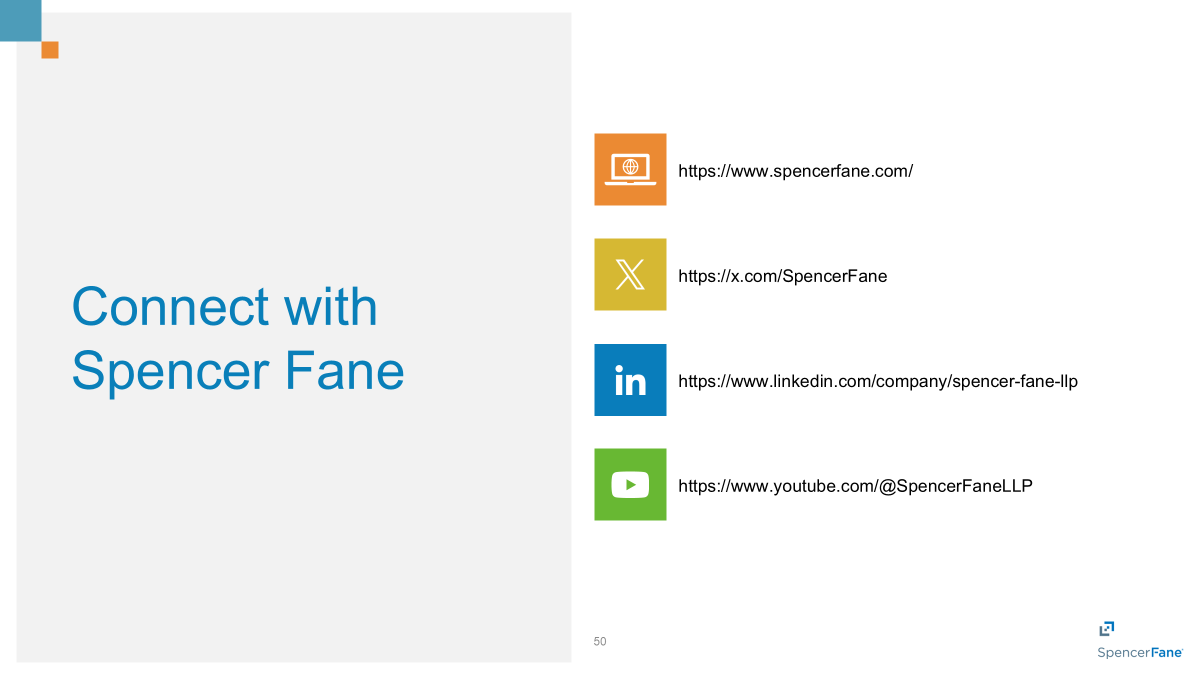 Connect with
Spencer Fane
https://www.spencerfane.com/
https://x.com/SpencerFane
in
https://www.linkedin.com/company/spencer-fane-llp
https://www.youtube.com/@SpencerFaneLLP
50
SpencerFane